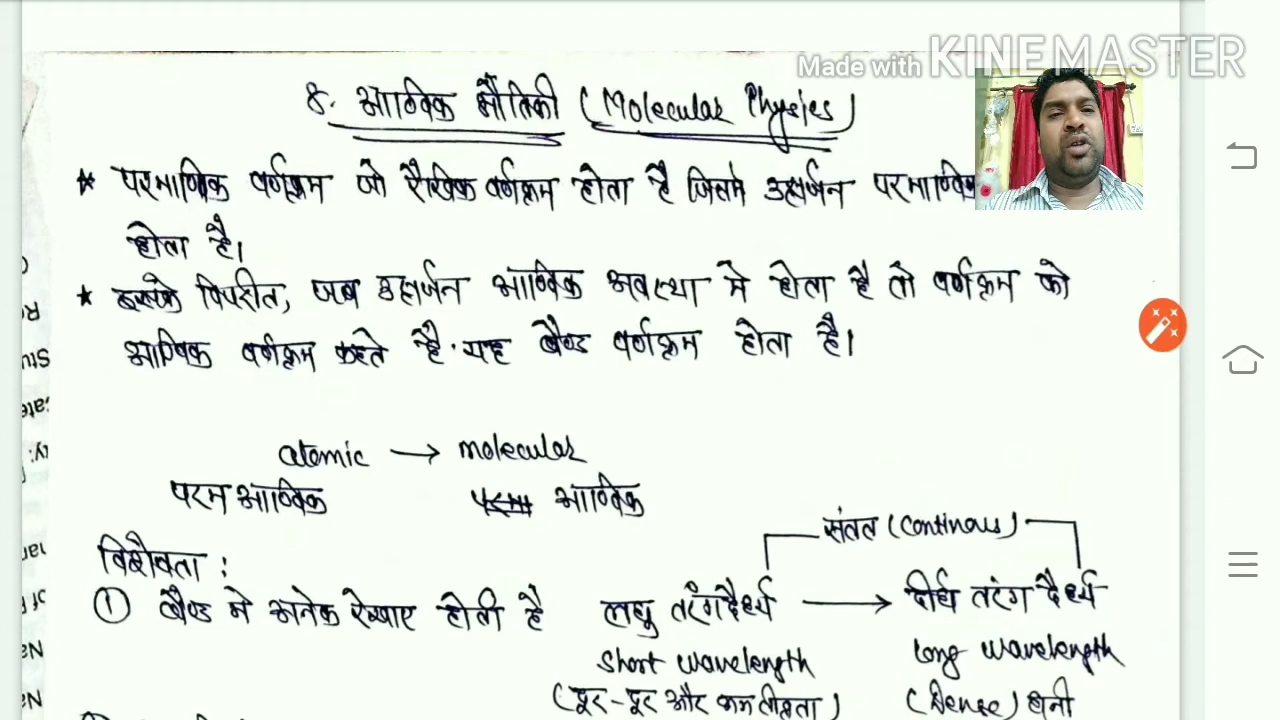 Made with KINEMASTER
8. आण्विक भौतिकी (Molecular Physics)
* परमाण्विक वर्णक्रम जो रैखिक वर्णक्रम होता है जिसमे उत्सर्जन परमाण्विक
होता है।
* इसके विपरीत, जब उत्सर्जन आण्विक अवस्था मे होता है तो वर्णक्रम को
आण्विक वर्णक्रम कहते है. यह बैण्ड वर्णक्रम होता है।
atomic → molecular
परम आण्विक आण्विक
संतत (Continous)
विशेषता :
① बैण्ड मे अनेक रेखाए होती है लघु तरंगदैर्ध्य → दीर्घ तरंगदैर्ध्य
Short wavelength Long wavelength
(दूर-दूर और कम तीव्रता) (Dense) घनी